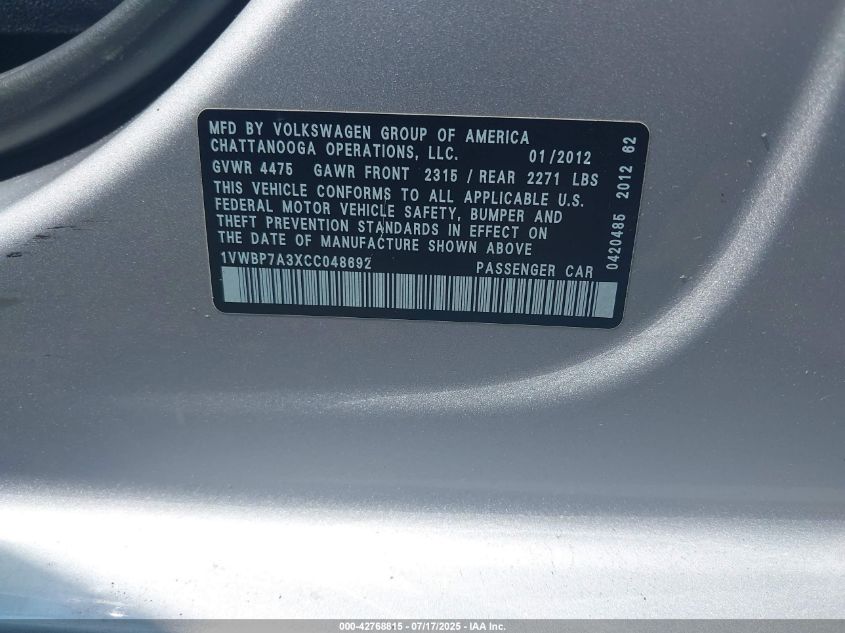 MFD BY VOLKSWAGEN GROUP OF AMERICA
CHATTANOOGA OPERATIONS, LLC. 01/2012
GVWR 4475 GAWR FRONT 2315 / REAR 2271 LBS
THIS VEHICLE CONFORMS TO ALL APPLICABLE U.S.
FEDERAL MOTOR VEHICLE SAFETY, BUMPER AND
THEFT PREVENTION STANDARDS IN EFFECT ON
THE DATE OF MANUFACTURE SHOWN ABOVE
1VWBP7A3XCC048692 PASSENGER CAR
0420485 2012 62
000-42768815 - 07/17/2025 - IAA Inc.